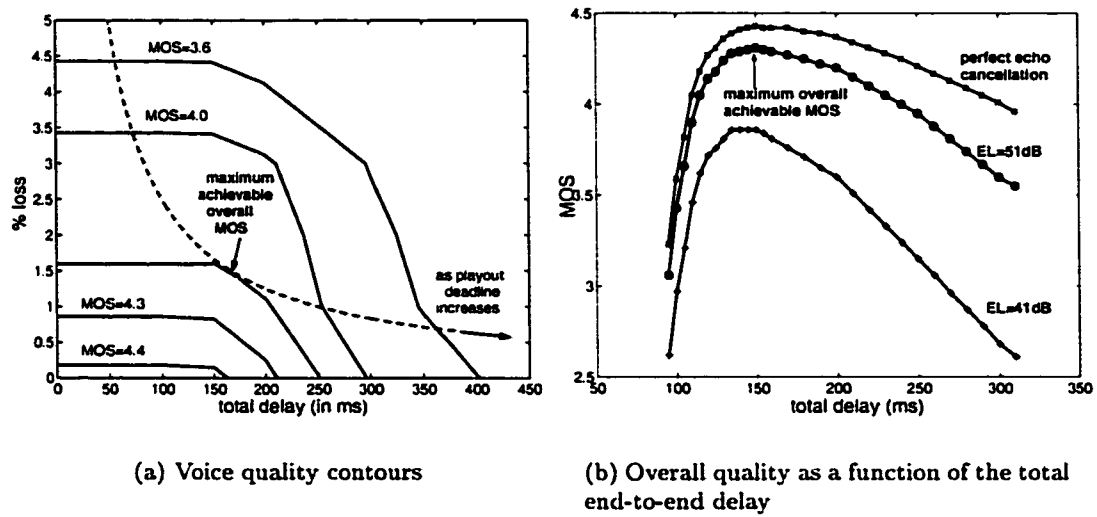 5
4.5
4
3.5
3
2.5
2
1.5
1
0.5
0
% loss
MOS=3.6
MOS=4.0
maximum
achievable
overall
MOS
as playout
deadline
increases
MOS=4.3
MOS=4.4
0 50 100 150 200 250 300 350 400 450
total delay (in ms)
(a) Voice quality contours
4.5
4
3.5
3
2.5
MOS
perfect echo
cancellation
maximum overall
achievable MOS
EL=51dB
EL=41dB
50 100 150 200 250 300 350
total delay (ms)
(b) Overall quality as a function of the total
end-to-end delay